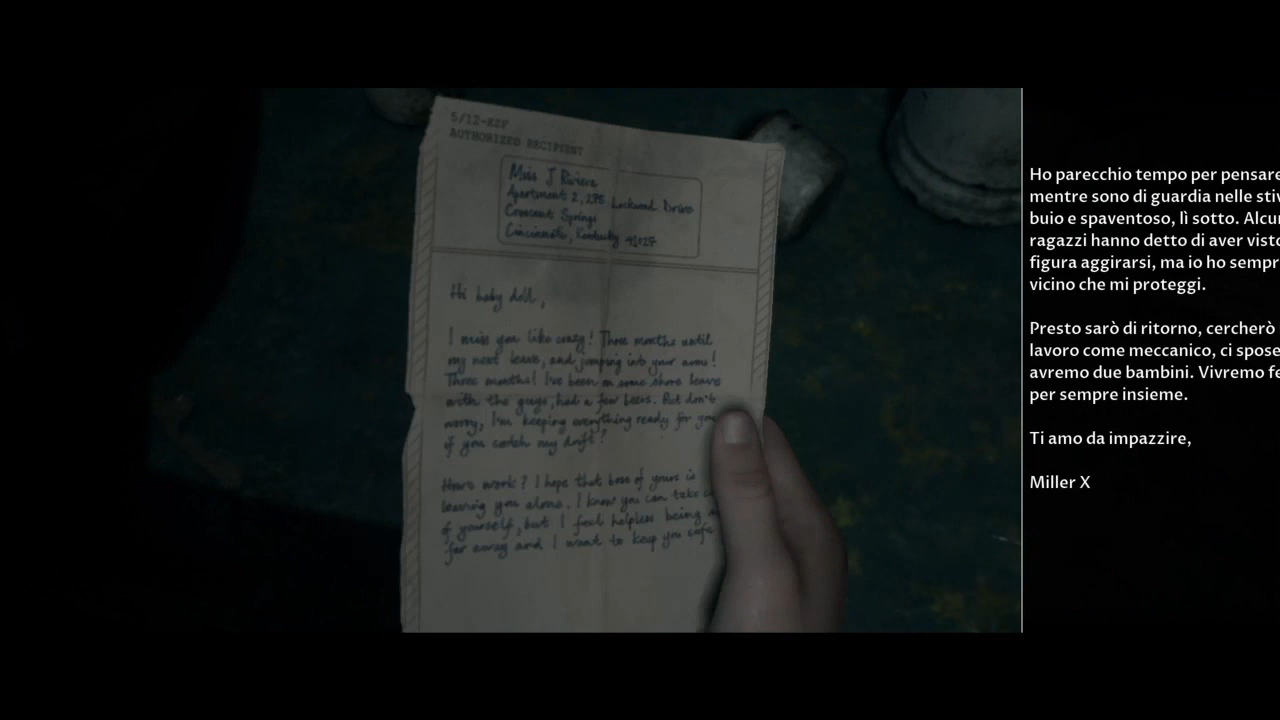 5/12-KZF
AUTHORIZED RECIPIENT
Miss J Riviera
Apartment 2, 275 Lockwood Drive
Crescent Springs
Cincinnati, Kentucky 41027
Hi baby doll,
I miss you like crazy! Three months until
my next leave, and jumping into your arms!
Three months! I've been on some shore leave
with the guys, had a few beers. But don't
worry, I'm keeping everything ready for you
if you catch my drift?
How's work? I hope that boss of yours is
leaving you alone. I know you can take
of yourself, but I feel helpless being
far away and I want to keep you safe
Ho parecchio tempo per pensare
mentre sono di guardia nelle stiv
buio e spaventoso, lì sotto. Alcu
ragazzi hanno detto di aver visto
figura aggirarsi, ma io ho sempr
vicino che mi proteggi.
Presto sarò di ritorno, cercherò
lavoro come meccanico, ci spose
avremo due bambini. Vivremo fe
per sempre insieme.
Ti amo da impazzire,
Miller X